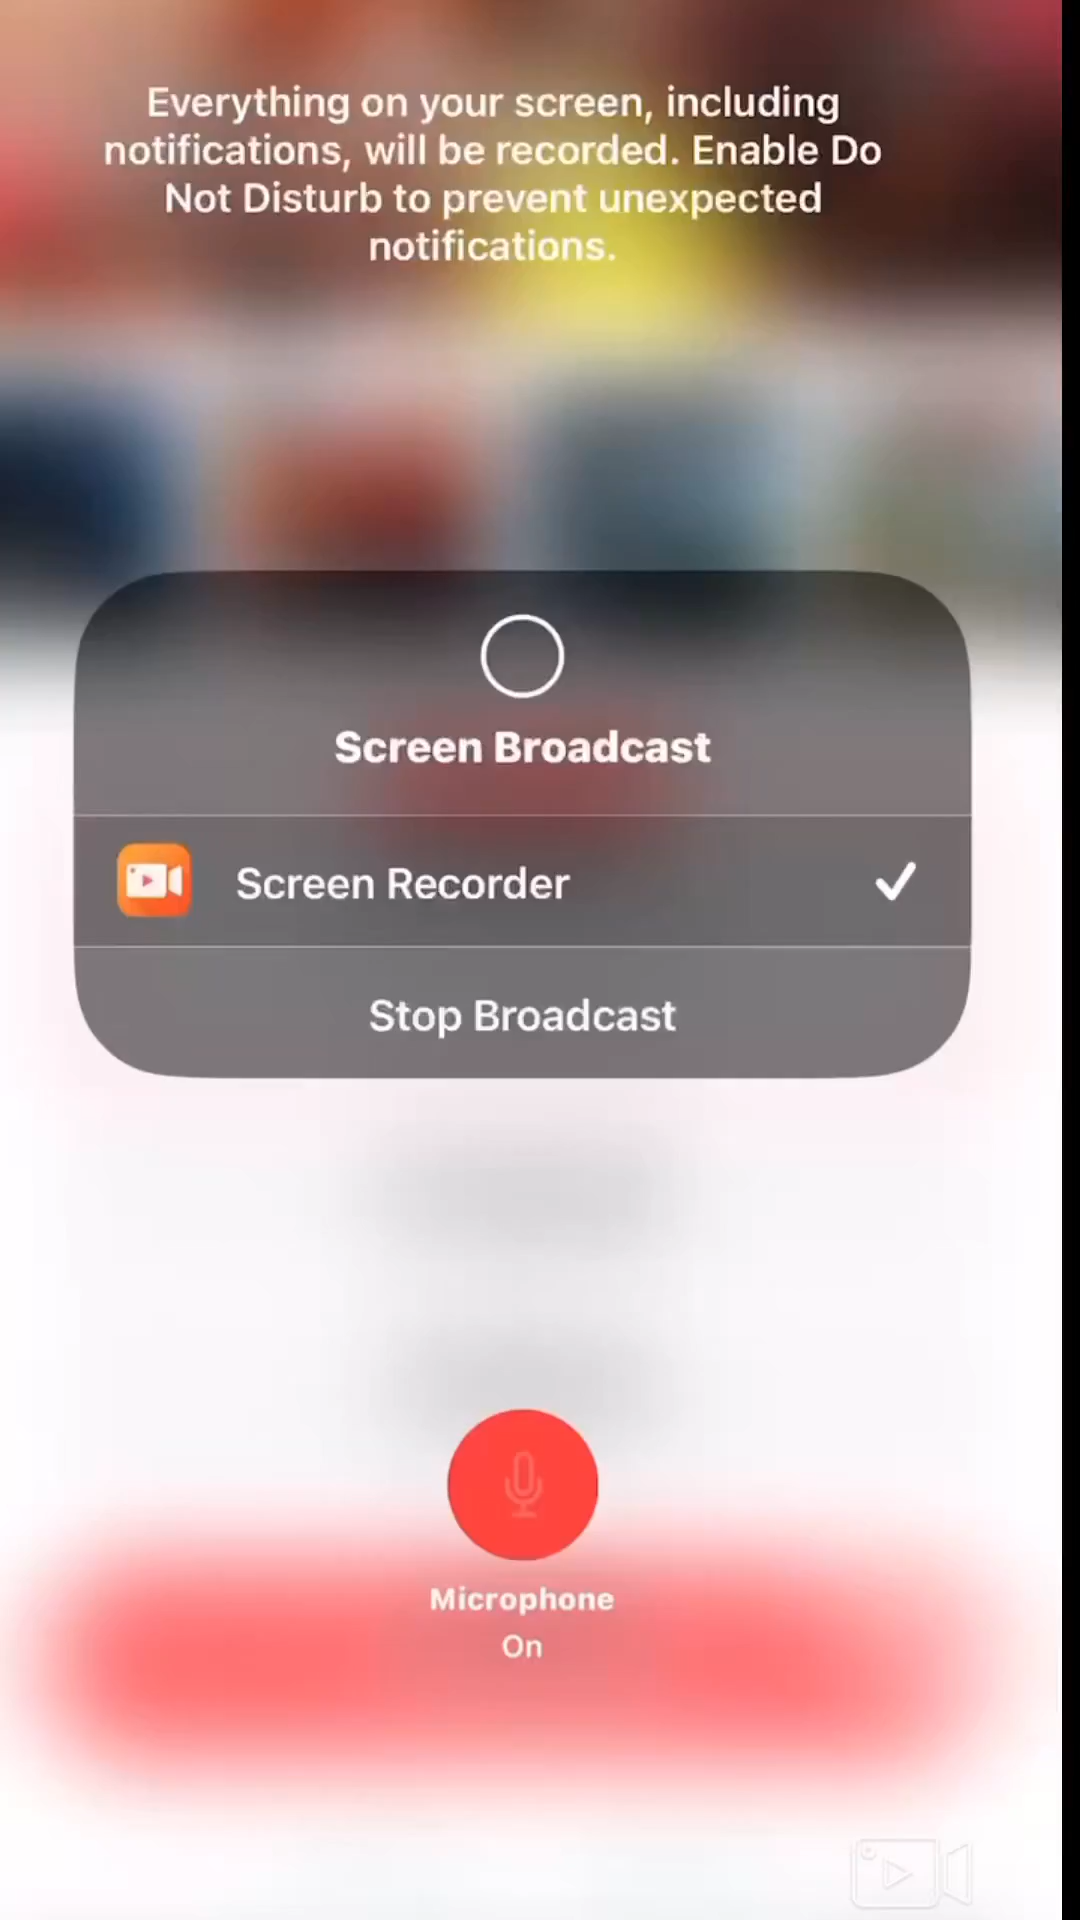 Everything on your screen, including
notifications, will be recorded. Enable Do
Not Disturb to prevent unexpected
notifications.
Screen Broadcast
Screen Recorder
Stop Broadcast
Microphone
On